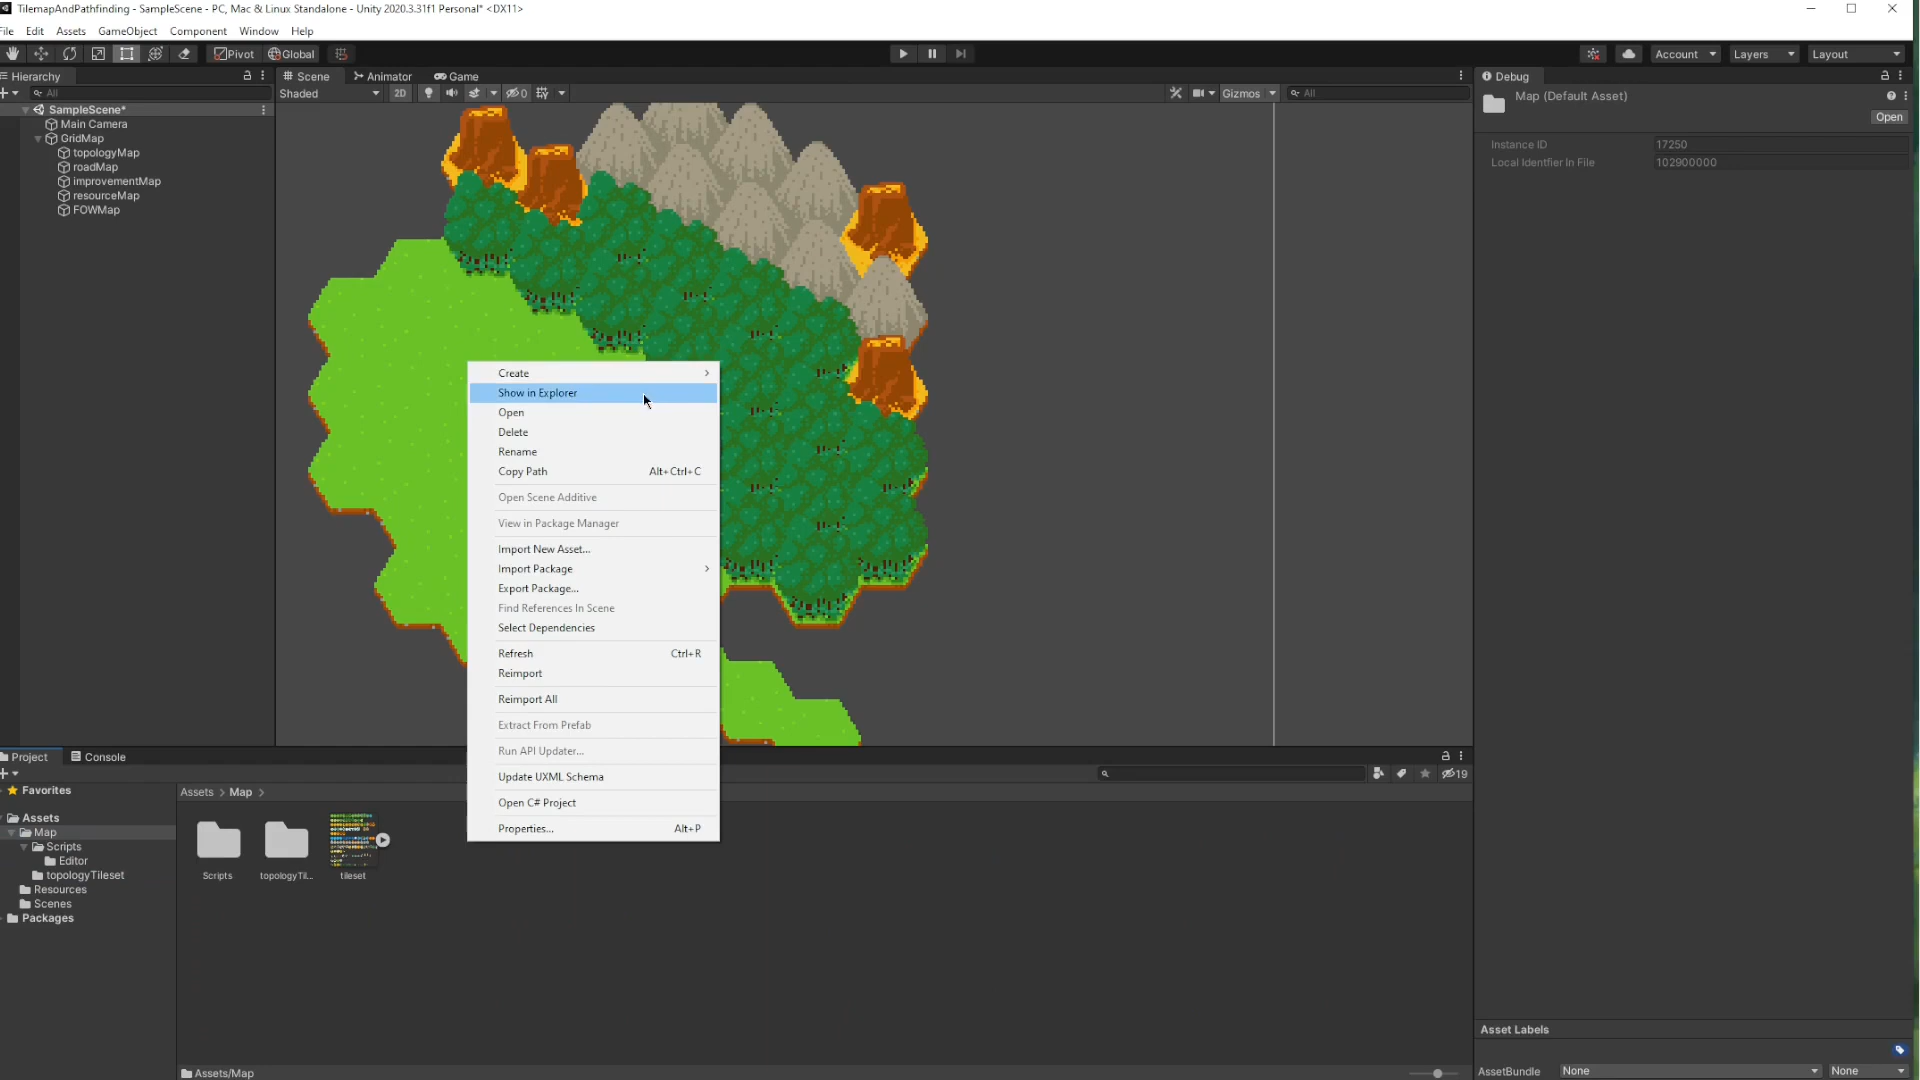 TilemapAndPathfinding - SampleScene - PC, Mac & Linux Standalone - Unity 2020.3.31f1 Personal* <DX11>
File Edit Assets GameObject Component Window Help
Pivot Global Account Layers Layout
Hierarchy
All
SampleScene*
Main Camera
GridMap
topologyMap
roadMap
improvementMap
resourceMap
FOWMap
Scene Animator Game
Shaded 2D 0 Gizmos All
Debug
Map (Default Asset)
Open
Instance ID 17250
Local Identfier In File 102900000
Create
Show in Explorer
Open
Delete
Rename
Copy Path Alt+Ctrl+C
Open Scene Additive
View in Package Manager
Import New Asset...
Import Package
Export Package...
Find References In Scene
Select Dependencies
Refresh Ctrl+R
Reimport
Reimport All
Extract From Prefab
Run API Updater...
Update UXML Schema
Open C# Project
Properties... Alt+P
Project Console
19
Favorites
Assets
Map
Scripts
Editor
topologyTileset
Resources
Scenes
Packages
Assets > Map >
Scripts topologyTil... tileset
Assets/Map
Asset Labels
AssetBundle None None